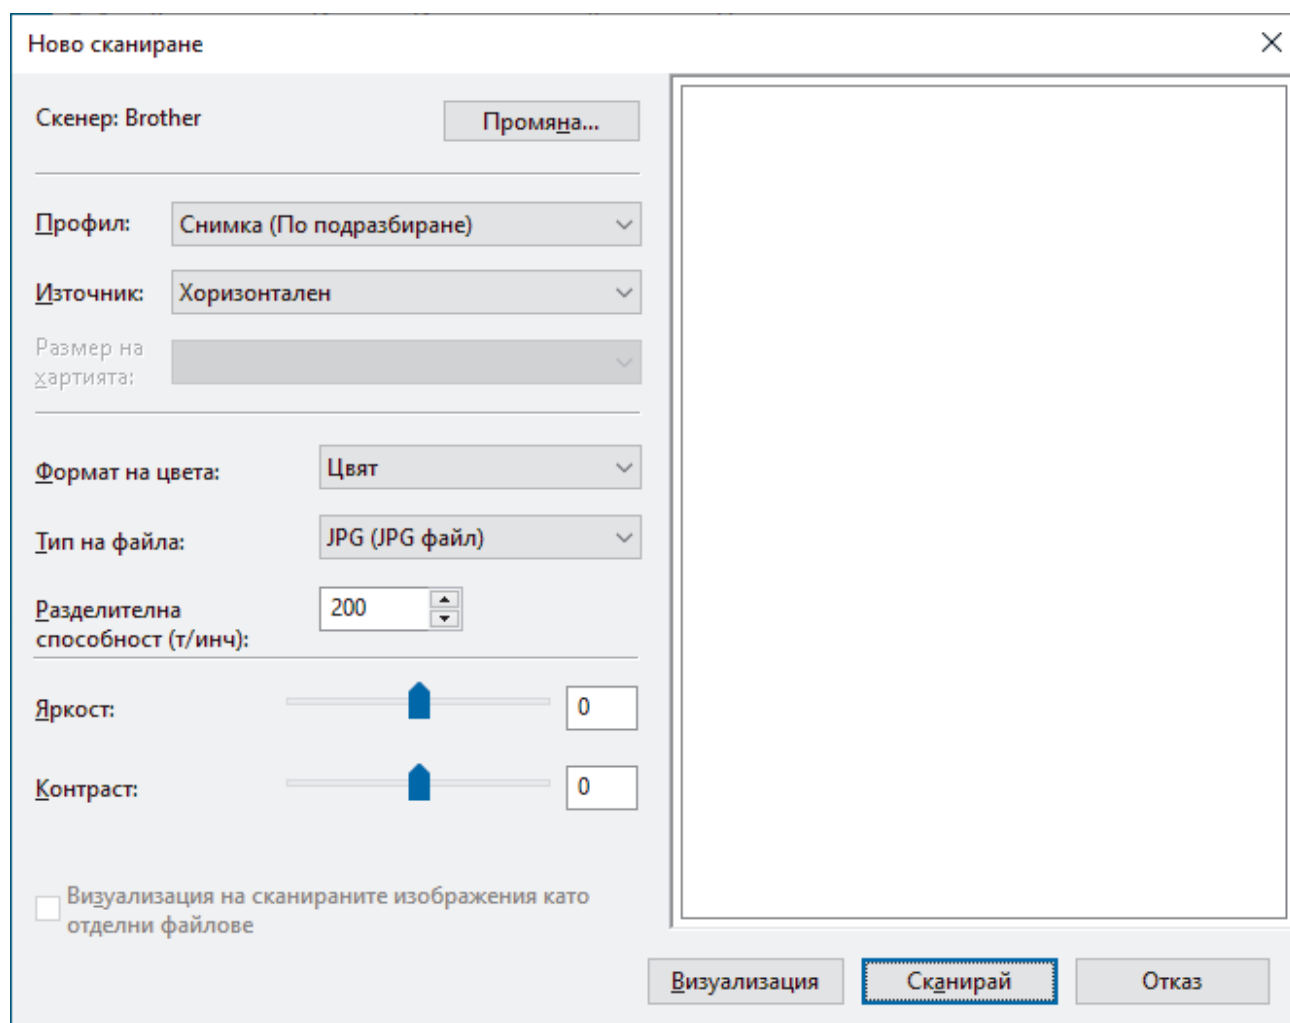 Ново сканиране
Скенер: Brother
Промяна...
Профил:
Снимка (По подразбиране)
Източник:
Хоризонтален
Размер на
хартията:
Формат на цвета:
Цвят
Тип на файла:
JPG (JPG файл)
Разделителна
способност (т/инч):
200
Яркост:
0
Контраст:
0
Визуализация на сканираните изображения като
отделни файлове
Визуализация
Сканирай
Отказ